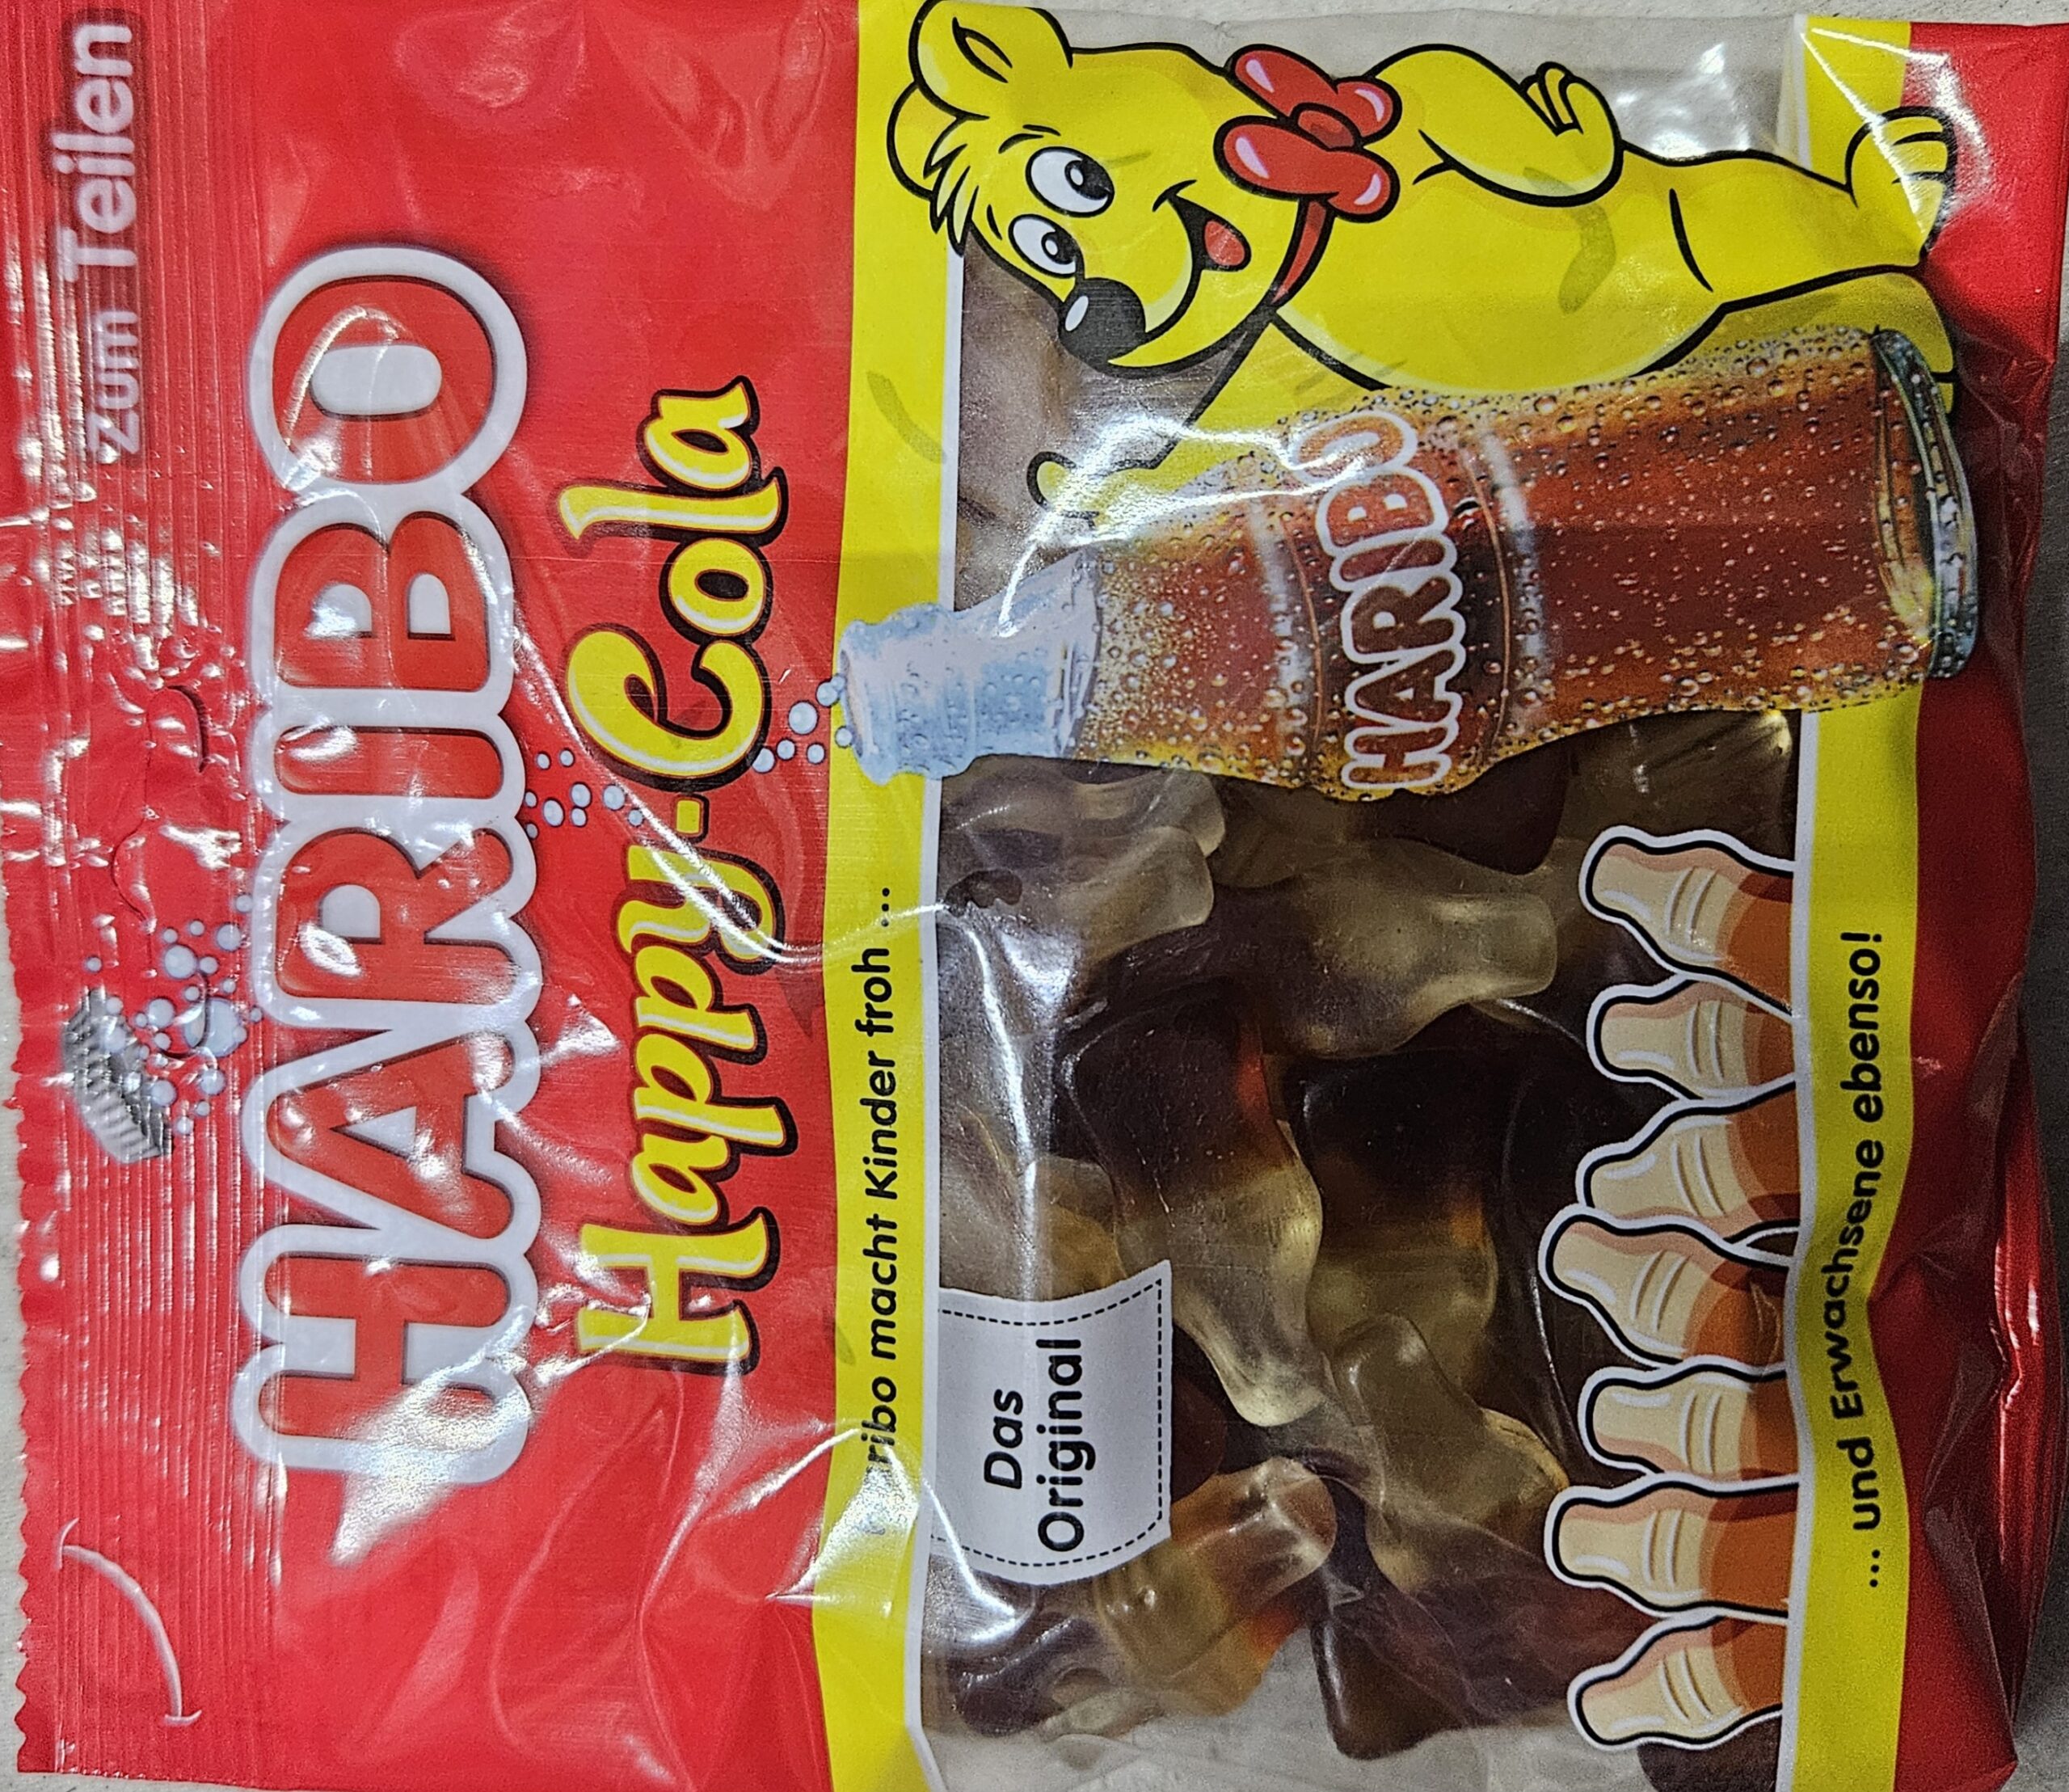 zum Teilen
HARIBO
Happy-Cola
Haribo macht Kinder froh ...
HARIBO
Das
Original
... und Erwachsene ebenso!